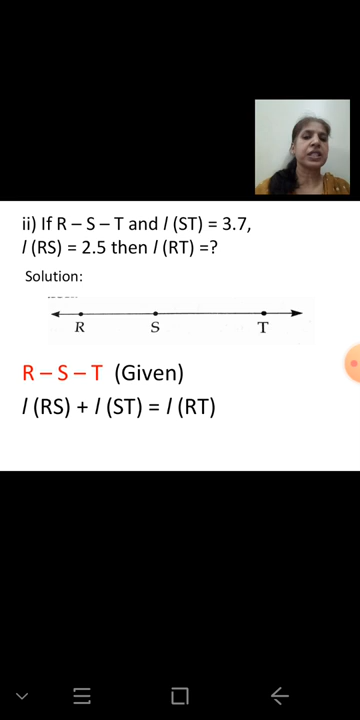 ii) If R – S – T and l (ST) = 3.7,
l (RS) = 2.5 then l (RT) =?
Solution:
R S T
R – S – T (Given)
l (RS) + l (ST) = l (RT)